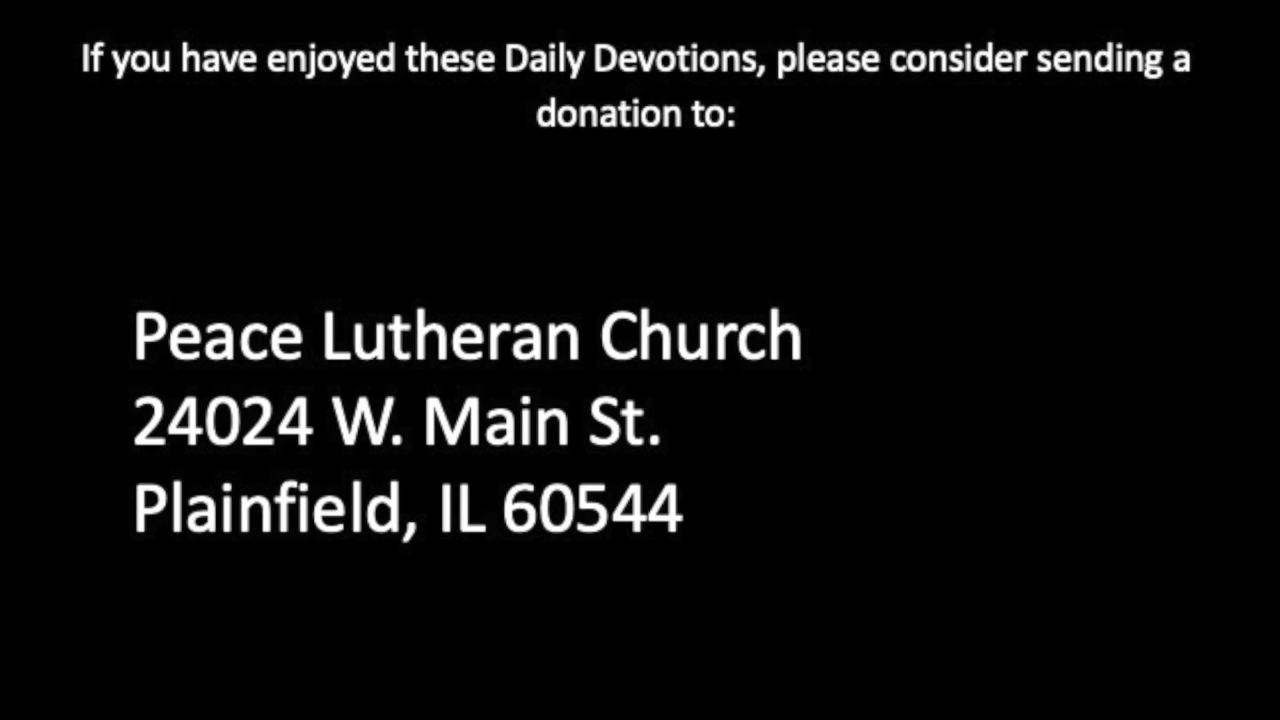 If you have enjoyed these Daily Devotions, please consider sending a
donation to:
Peace Lutheran Church
24024 W. Main St.
Plainfield, IL 60544